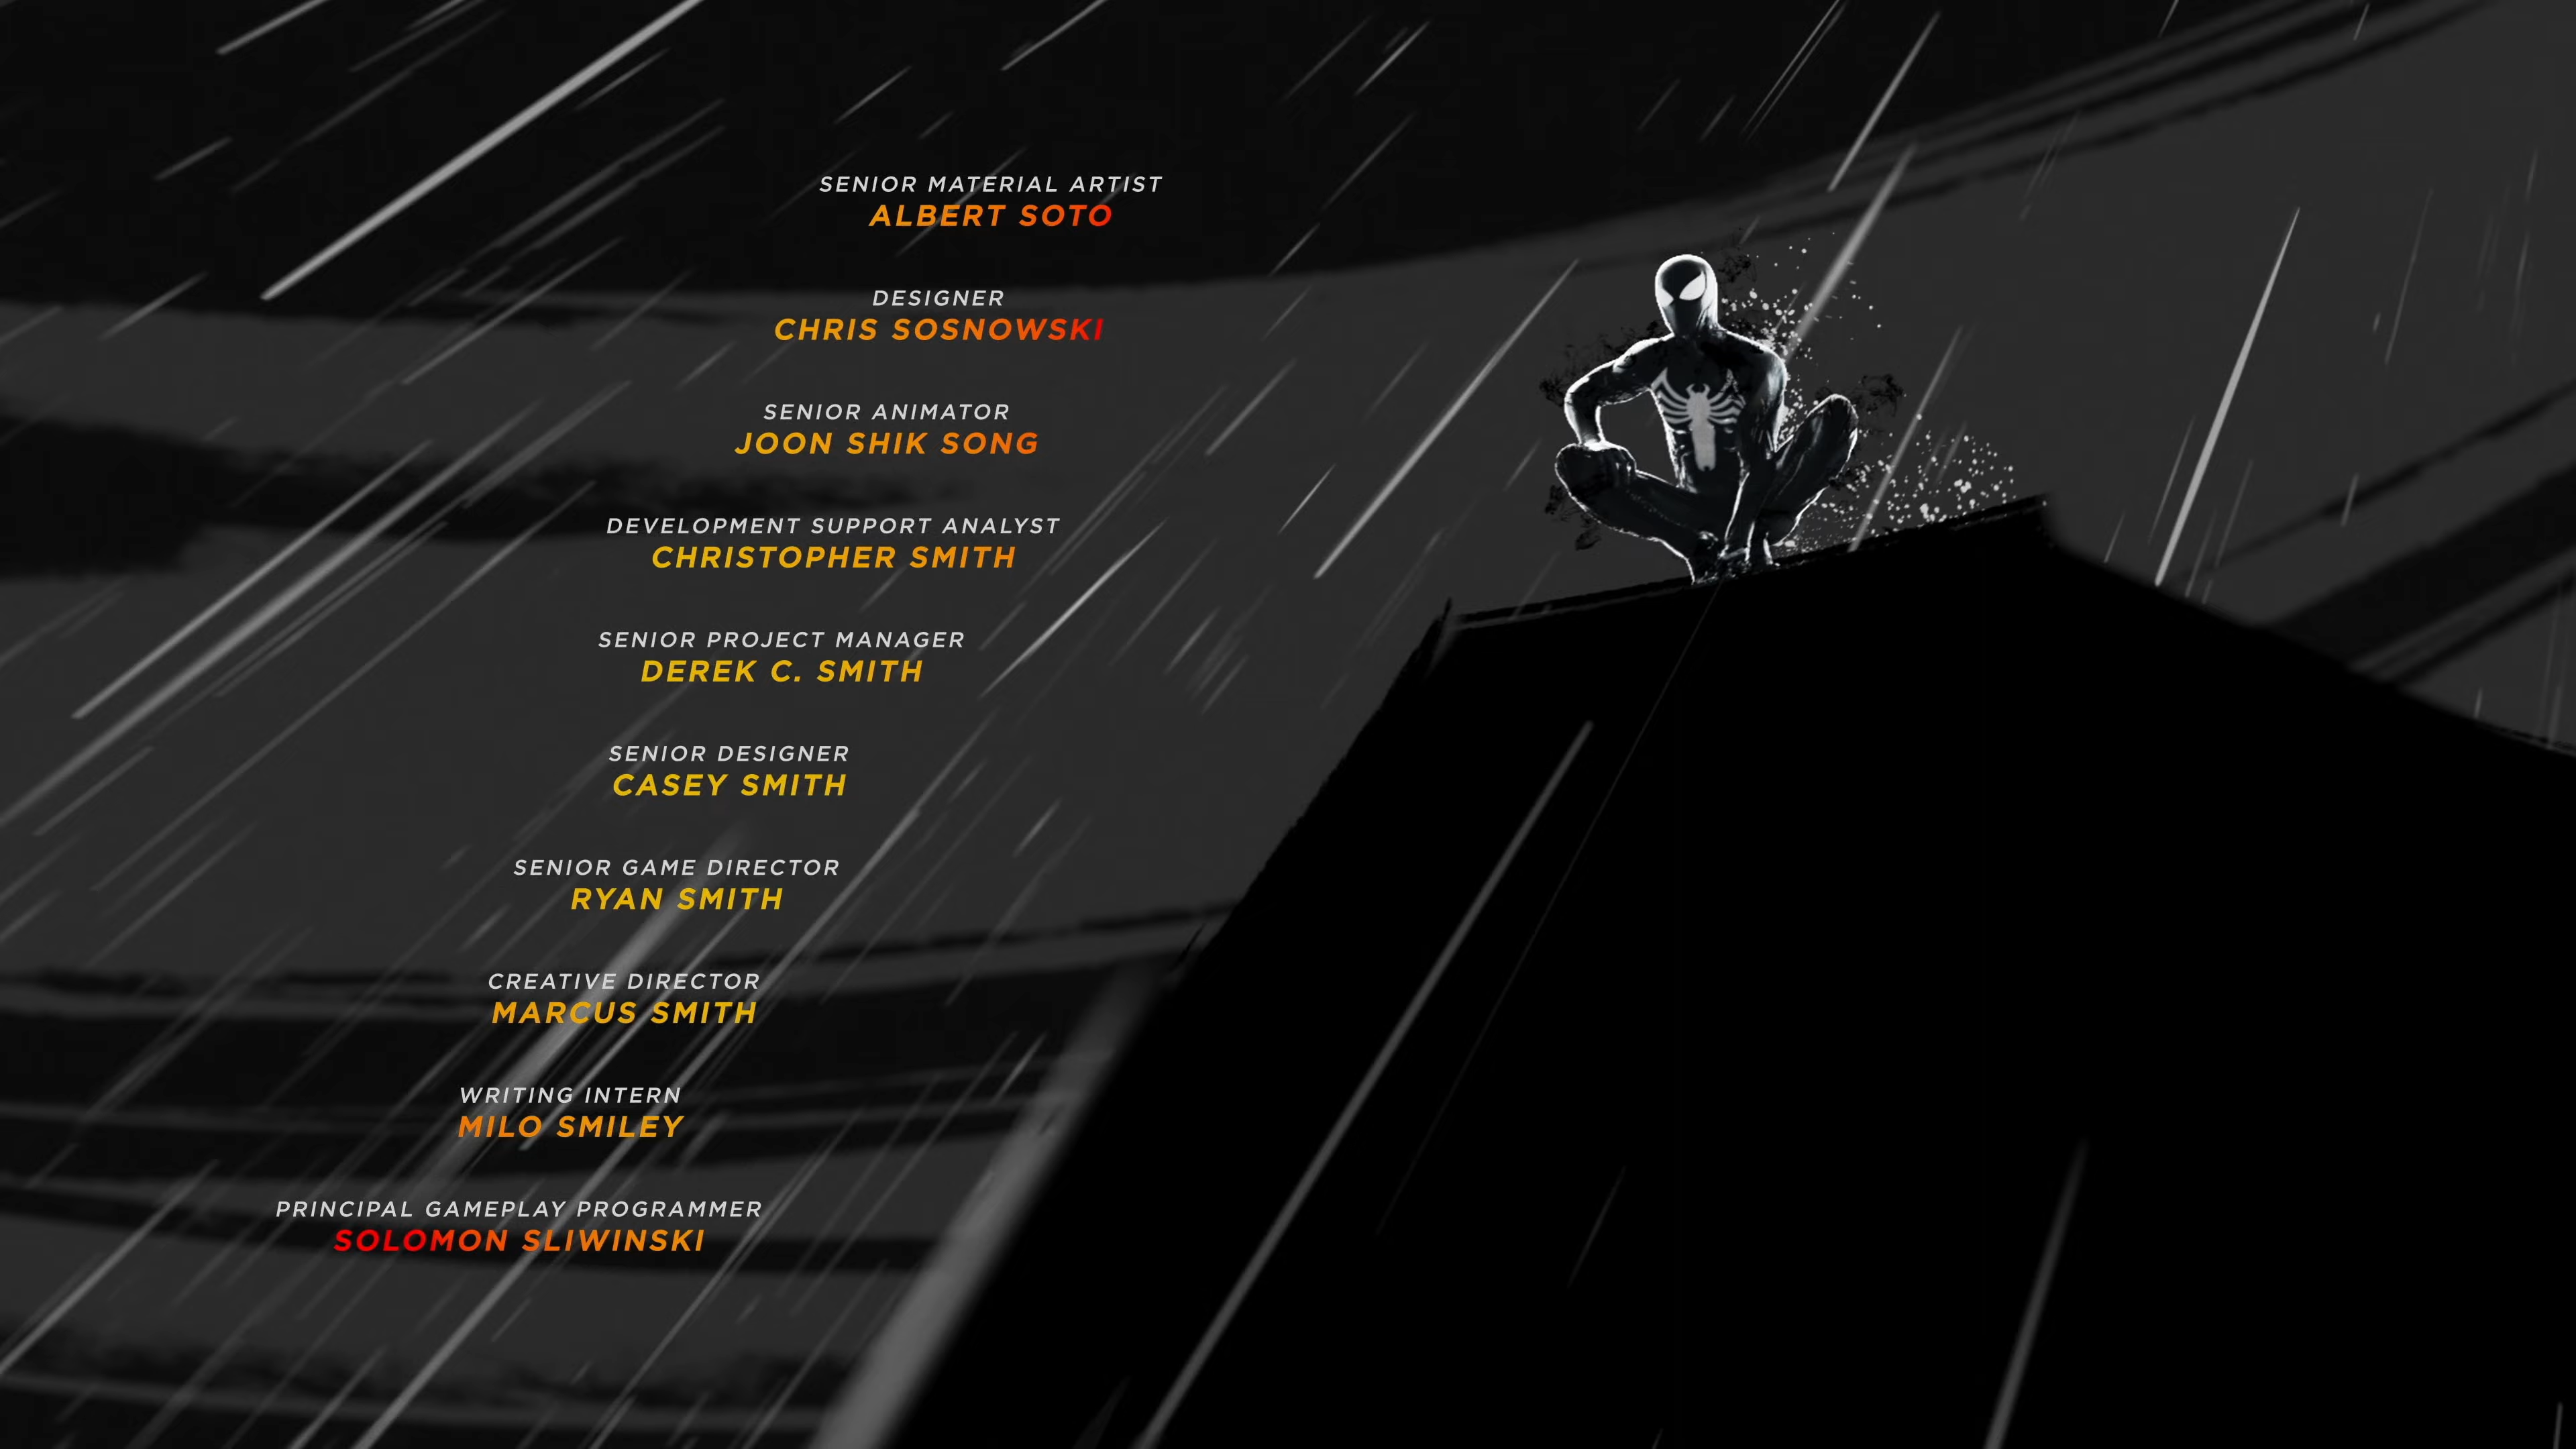 SENIOR MATERIAL ARTIST
ALBERT SOTO
DESIGNER
CHRIS SOSNOWSKI
SENIOR ANIMATOR
JOON SHIK SONG
DEVELOPMENT SUPPORT ANALYST
CHRISTOPHER SMITH
SENIOR PROJECT MANAGER
DEREK C. SMITH
SENIOR DESIGNER
CASEY SMITH
SENIOR GAME DIRECTOR
RYAN SMITH
CREATIVE DIRECTOR
MARCUS SMITH
WRITING INTERN
MILO SMILEY
PRINCIPAL GAMEPLAY PROGRAMMER
SOLOMON SLIWINSKI